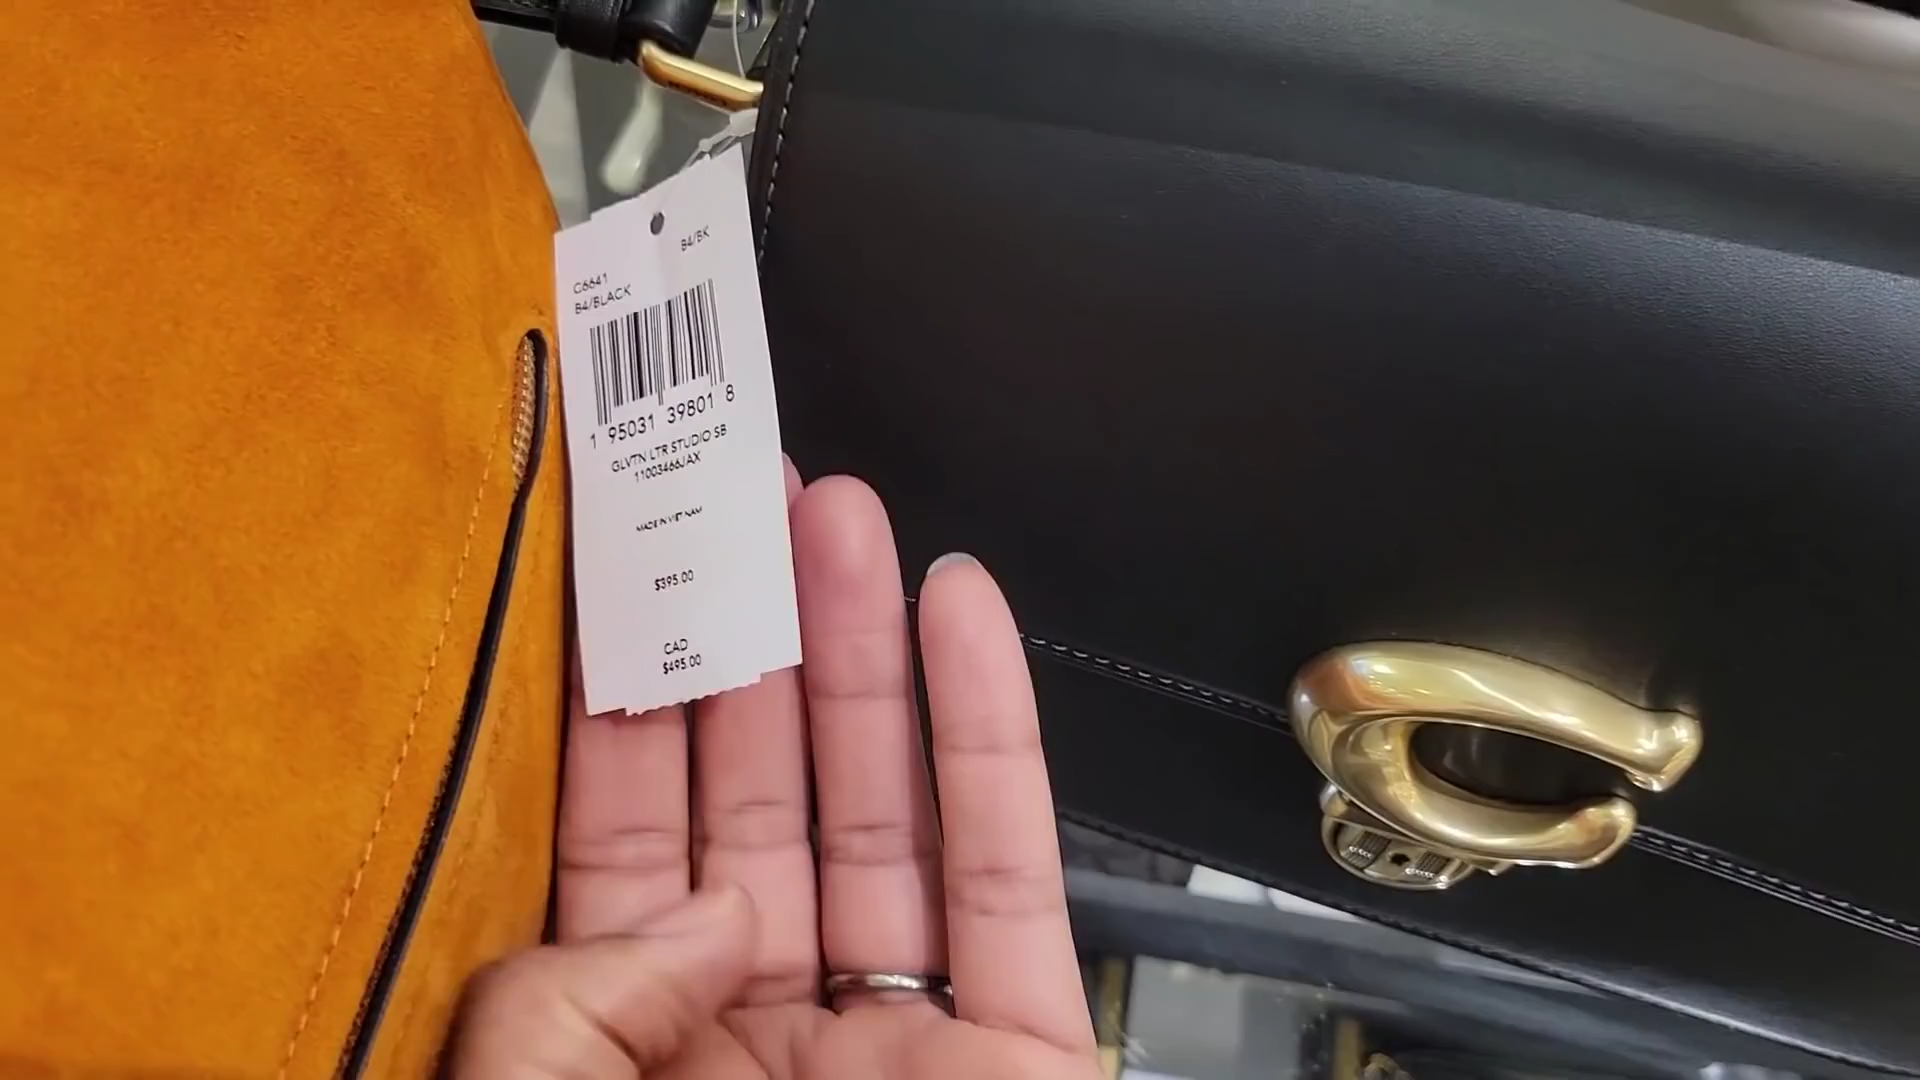 B4/BK
C6641
B4/BLACK
1 95031 39801 8
GLVTN LTR STUDIO SB
11003466JAX
MADE IN VIET NAM
$395.00
CAD
$495.00